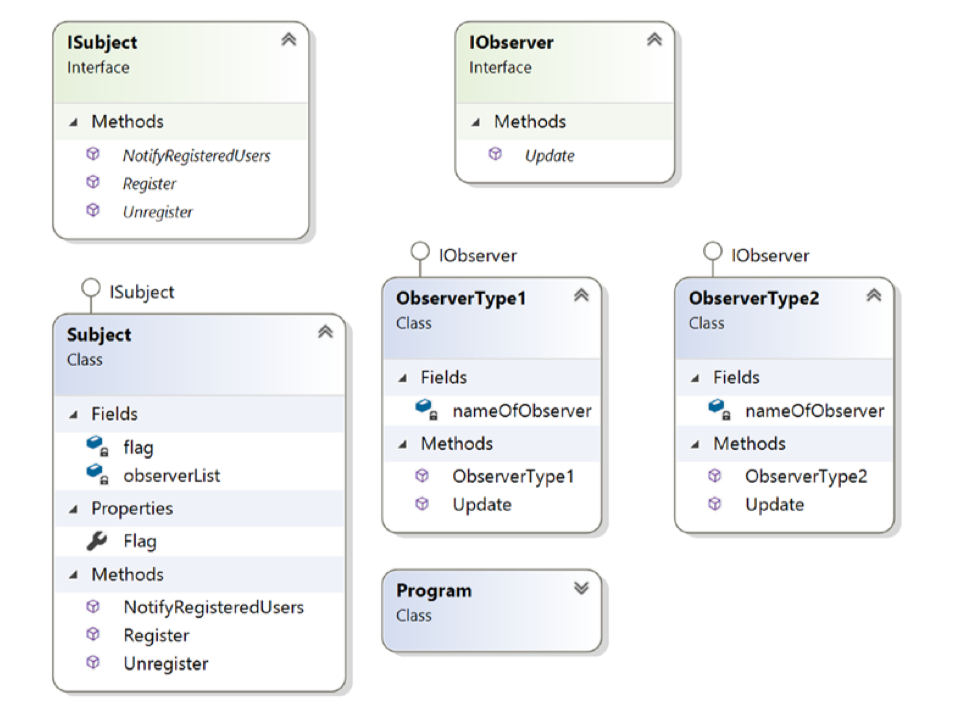 ISubject
Interface
Methods
NotifyRegisteredUsers
Register
Unregister
IObserver
Interface
Methods
Update
ISubject
Subject
Class
Fields
flag
observerList
Properties
Flag
Methods
NotifyRegisteredUsers
Register
Unregister
IObserver
ObserverType1
Class
Fields
nameOfObserver
Methods
ObserverType1
Update
IObserver
ObserverType2
Class
Fields
nameOfObserver
Methods
ObserverType2
Update
Program
Class